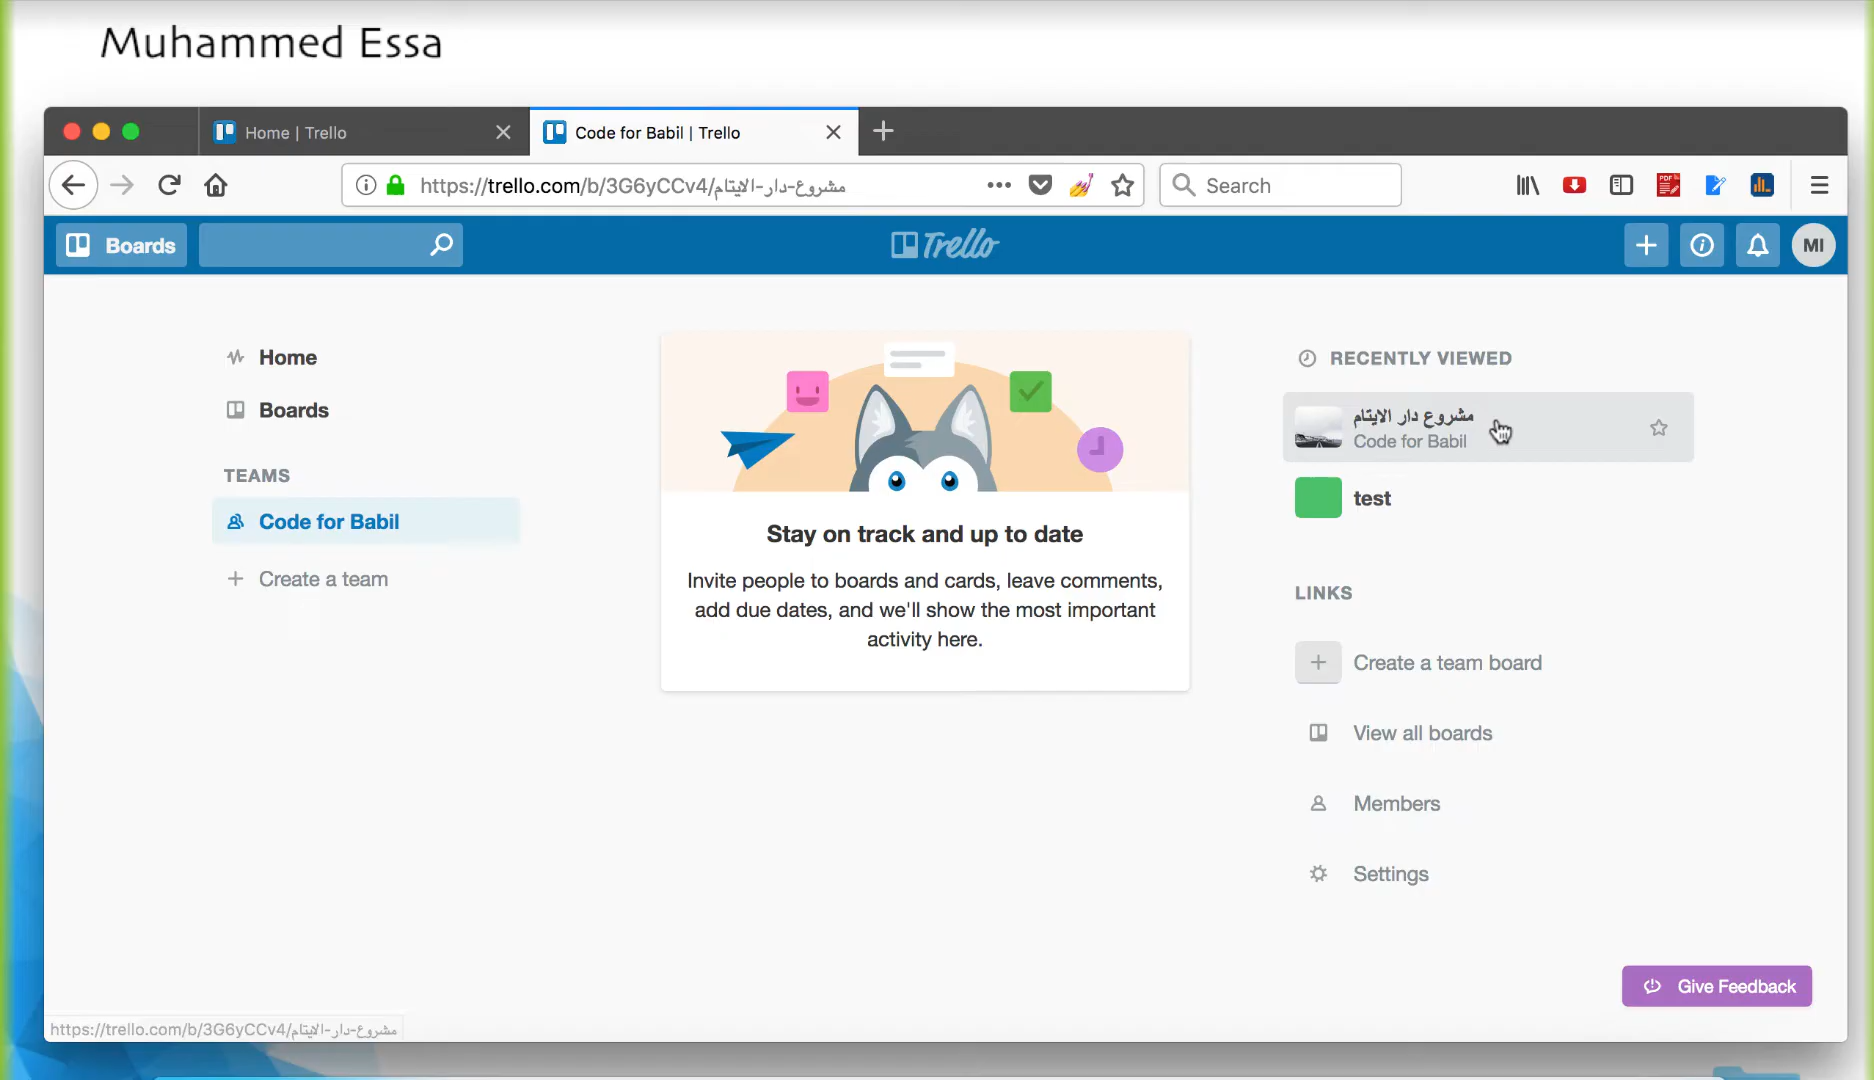 Muhammed Essa
Home | Trello
Code for Babil | Trello
https://trello.com/b/3G6yCCv4/مشروع-دار-الايتام
Search
PDF
Boards
Trello
MI
Home
Boards
TEAMS
Code for Babil
Create a team
Stay on track and up to date
Invite people to boards and cards, leave comments,
add due dates, and we'll show the most important
activity here.
RECENTLY VIEWED
مشروع دار الايتام
Code for Babil
test
LINKS
Create a team board
View all boards
Members
Settings
Give Feedback
https://trello.com/b/3G6yCCv4/مشروع-دار-الايتام